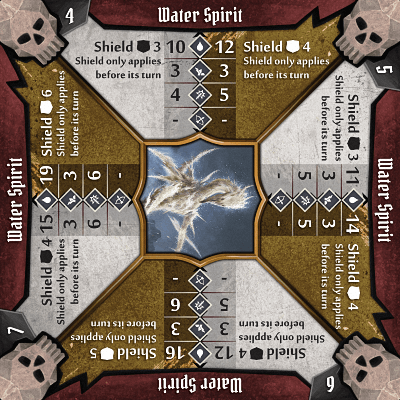 4
Water Spirit
Shield 3 10 12 Shield 4
Shield only applies before its turn
3 3
Shield only applies before its turn
4 5
- -
5
Water Spirit
Shield 3 11 14 Shield 4
Shield only applies before its turn
3 3
Shield only applies before its turn
5 5
- -
6
Water Spirit
Shield 4 12 16 Shield 5
Shield only applies before its turn
3 3
Shield only applies before its turn
5 6
- -
7
Water Spirit
Shield 4 15 19 Shield 6
Shield only applies before its turn
3 3
Shield only applies before its turn
6 6
- -